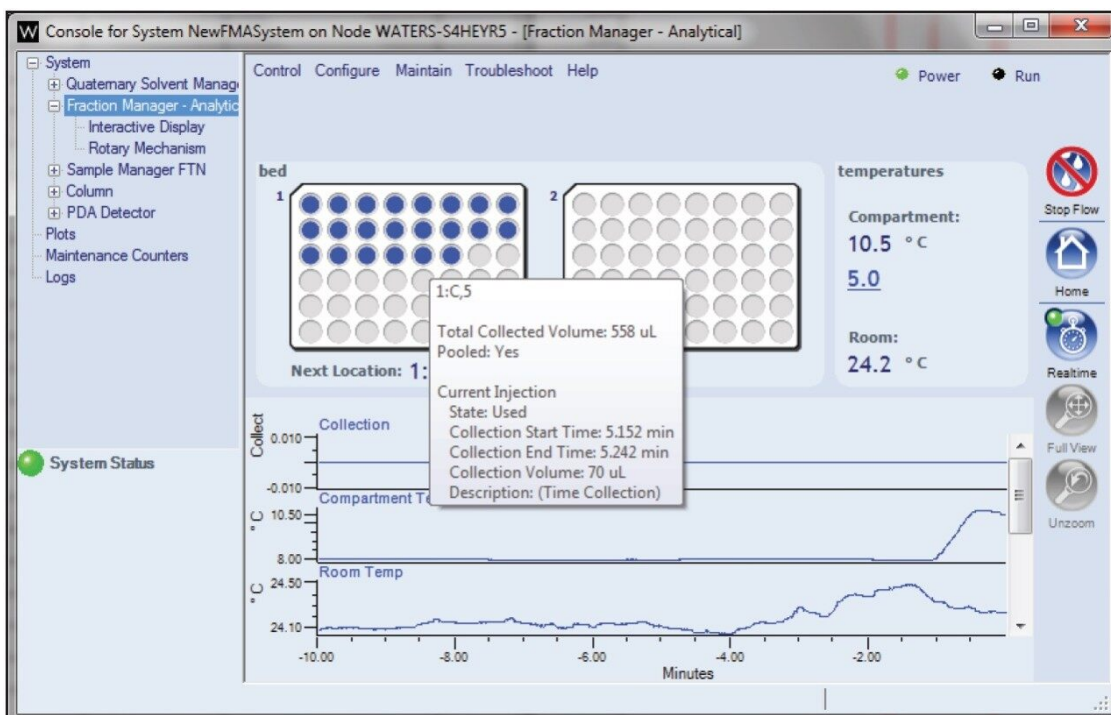 W Console for System NewFMASystem on Node WATERS-S4HEYR5 - [Fraction Manager - Analytical]
System
Quaternary Solvent Manag
Fraction Manager - Analytic
Interactive Display
Rotary Mechanism
Sample Manager FTN
Column
PDA Detector
Plots
Maintenance Counters
Logs
System Status
Control Configure Maintain Troubleshoot Help
Power Run
bed
1
2
Next Location: 1:
1:C,5
Total Collected Volume: 558 uL
Pooled: Yes
Current Injection
State: Used
Collection Start Time: 5.152 min
Collection End Time: 5.242 min
Collection Volume: 70 uL
Description: (Time Collection)
temperatures
Compartment:
10.5 °C
5.0
Room:
24.2 °C
Stop Flow
Home
Realtime
Full View
Unzoom
Collection
Collect
0.010
-0.010
Compartment Te
°C
10.50
8.00
Room Temp
°C
24.50
24.10
-10.00 -8.00 -6.00 -4.00 -2.00
Minutes